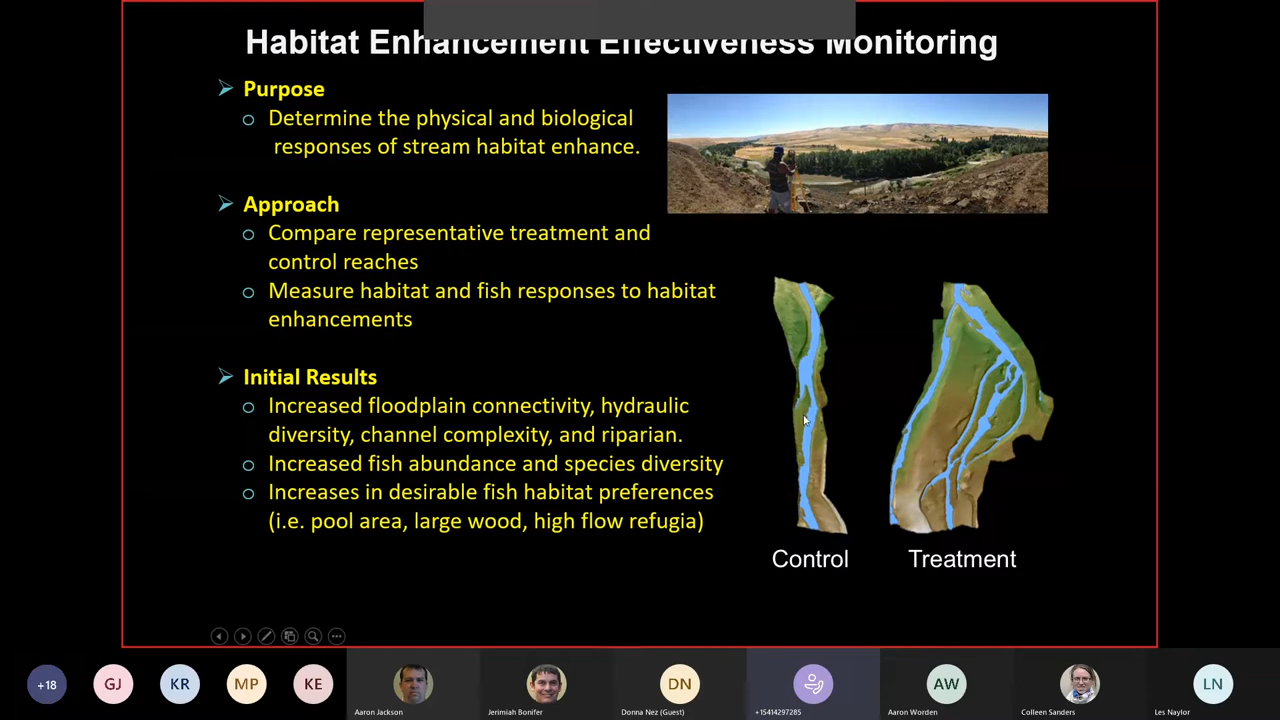 Habitat Enhancement Effectiveness Monitoring
Purpose
Determine the physical and biological
responses of stream habitat enhance.
Approach
Compare representative treatment and
control reaches
Measure habitat and fish responses to habitat
enhancements
Initial Results
Increased floodplain connectivity, hydraulic
diversity, channel complexity, and riparian.
Increased fish abundance and species diversity
Increases in desirable fish habitat preferences
(i.e. pool area, large wood, high flow refugia)
Control
Treatment
+18
GJ
KR
MP
KE
DN
AW
LN
Aaron Jackson
Jerimiah Bonifer
Donna Nez (Guest)
+15414297285
Aaron Worden
Colleen Sanders
Les Naylor